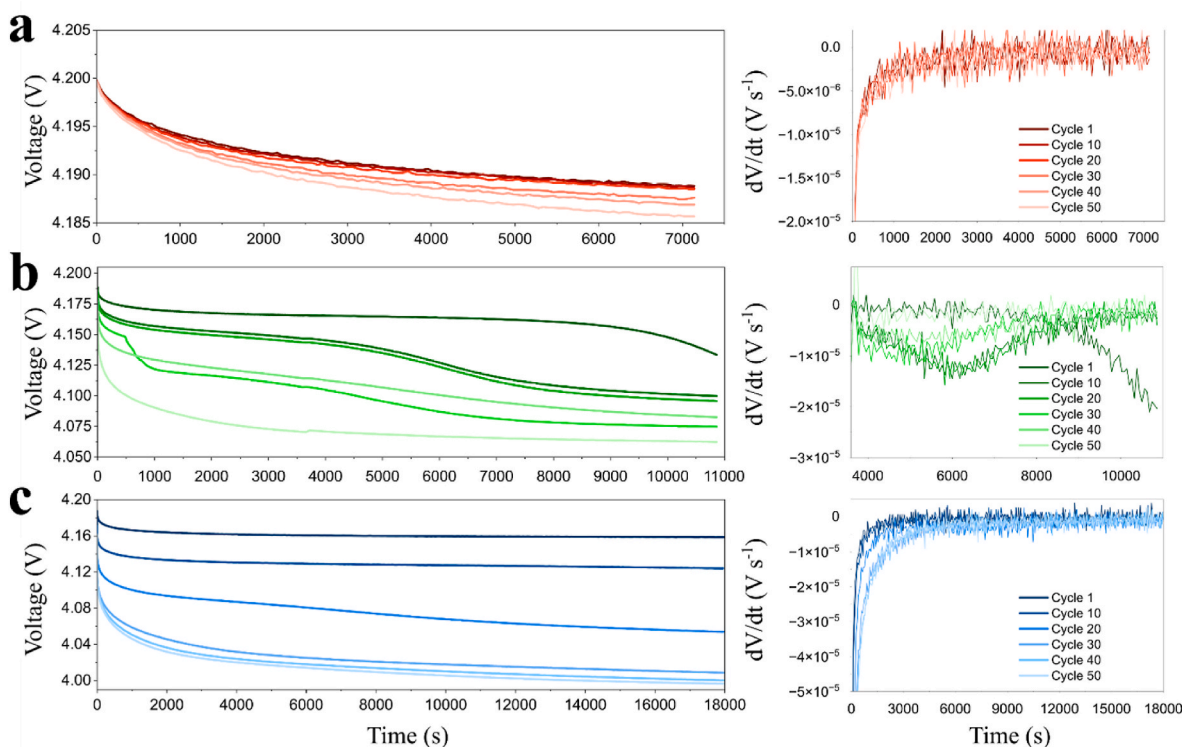 a
4.205
4.200
4.195
4.190
4.185
Voltage (V)
0 1000 2000 3000 4000 5000 6000 7000
0.0
−5.0×10⁻⁶
−1.0×10⁻⁵
−1.5×10⁻⁵
−2.0×10⁻⁵
dV/dt (V s⁻¹)
Cycle 1
Cycle 10
Cycle 20
Cycle 30
Cycle 40
Cycle 50
0 1000 2000 3000 4000 5000 6000 7000
b
4.200
4.175
4.150
4.125
4.100
4.075
4.050
Voltage (V)
0 1000 2000 3000 4000 5000 6000 7000 8000 9000 10000 11000
0
−1×10⁻⁵
−2×10⁻⁵
−3×10⁻⁵
dV/dt (V s⁻¹)
Cycle 1
Cycle 10
Cycle 20
Cycle 30
Cycle 40
Cycle 50
4000 6000 8000 10000
c
4.20
4.16
4.12
4.08
4.04
4.00
Voltage (V)
0 2000 4000 6000 8000 10000 12000 14000 16000 18000
Time (s)
0
−1×10⁻⁵
−2×10⁻⁵
−3×10⁻⁵
−4×10⁻⁵
−5×10⁻⁵
dV/dt (V s⁻¹)
Cycle 1
Cycle 10
Cycle 20
Cycle 30
Cycle 40
Cycle 50
0 3000 6000 9000 12000 15000 18000
Time (s)